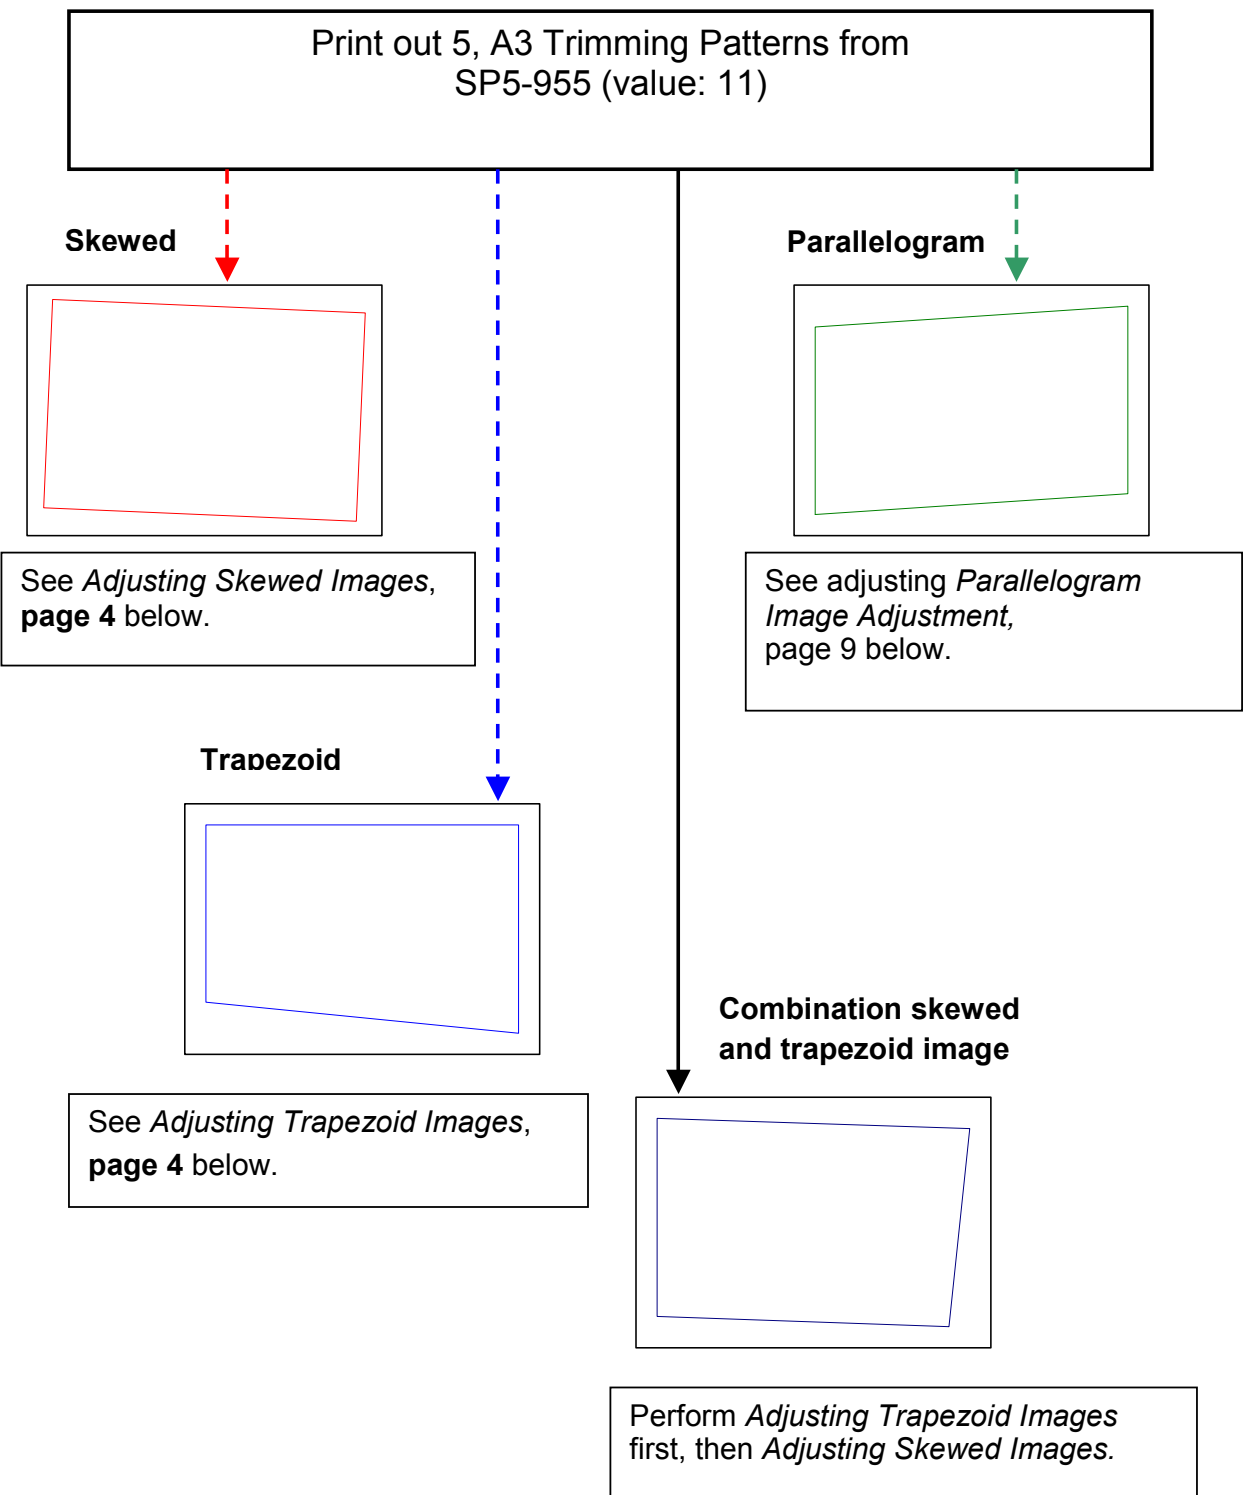 Print out 5, A3 Trimming Patterns from
SP5-955 (value: 11)
Skewed
Parallelogram
See Adjusting Skewed Images,
page 4 below.
See adjusting Parallelogram
Image Adjustment,
page 9 below.
Trapezoid
Combination skewed
and trapezoid image
See Adjusting Trapezoid Images,
page 4 below.
Perform Adjusting Trapezoid Images
first, then Adjusting Skewed Images.